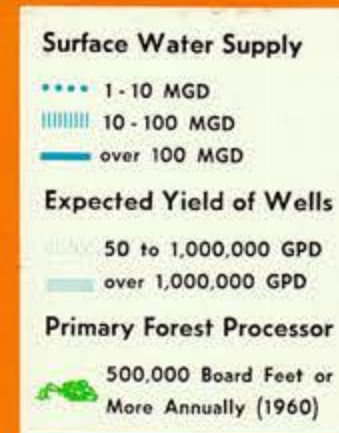 Surface Water Supply
1-10 MGD
10-100 MGD
over 100 MGD
Expected Yield of Wells
50 to 1,000,000 GPD
over 1,000,000 GPD
Primary Forest Processor
500,000 Board Feet or
More Annually (1960)